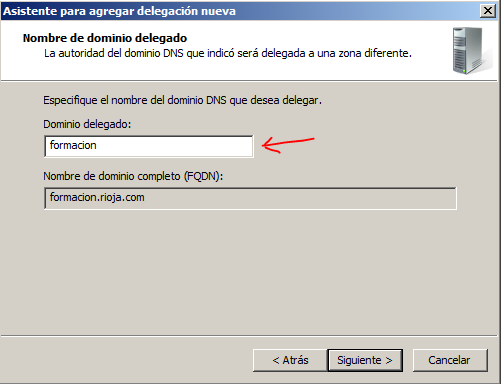 Asistente para agregar delegación nueva
Nombre de dominio delegado
La autoridad del dominio DNS que indicó será delegada a una zona diferente.
Especifique el nombre del dominio DNS que desea delegar.
Dominio delegado:
formacion
Nombre de dominio completo (FQDN):
formacion.rioja.com
< Atrás Siguiente > Cancelar